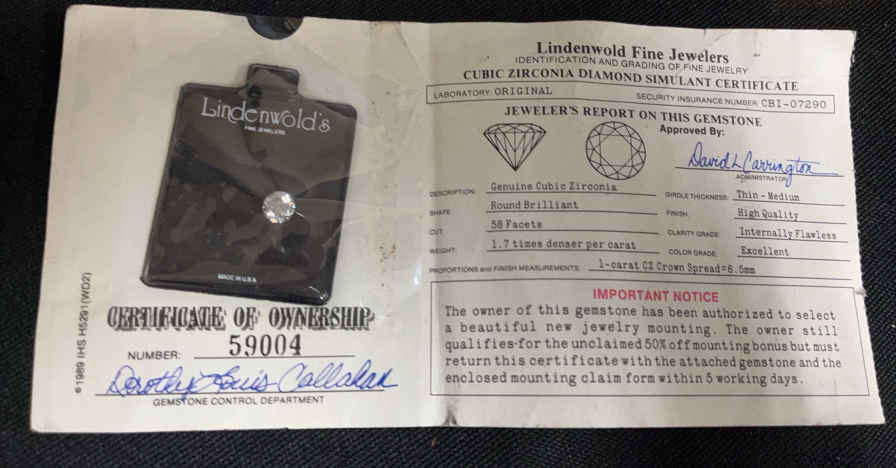 Lindenwold's
FINE JEWELERS
MADE IN U.S.A.
CERTIFICATE OF OWNERSHIP
NUMBER: 59004
Dorothy Louis Callahan
GEMSTONE CONTROL DEPARTMENT
©1989 IHS H5291(WD2)
Lindenwold Fine Jewelers
IDENTIFICATION AND GRADING OF FINE JEWELRY
CUBIC ZIRCONIA DIAMOND SIMULANT CERTIFICATE
LABORATORY: ORIGINAL SECURITY INSURANCE NUMBER: CBI-07290
JEWELER'S REPORT ON THIS GEMSTONE
Approved By:
David L Carrington
ADMINISTRATOR
DESCRIPTION: Genuine Cubic Zirconia GIRDLE THICKNESS: Thin - Medium
SHAPE: Round Brilliant FINISH: High Quality
CUT: 58 Facets CLARITY GRADE: Internally Flawless
WEIGHT: 1.7 times denser per carat COLOR GRADE: Excellent
PROPORTIONS and FINISH MEASUREMENTS: 1-carat CZ Crown Spread=6.5mm
IMPORTANT NOTICE
The owner of this gemstone has been authorized to select
a beautiful new jewelry mounting. The owner still
qualifies for the unclaimed 50% off mounting bonus but must
return this certificate with the attached gemstone and the
enclosed mounting claim form within 5 working days.